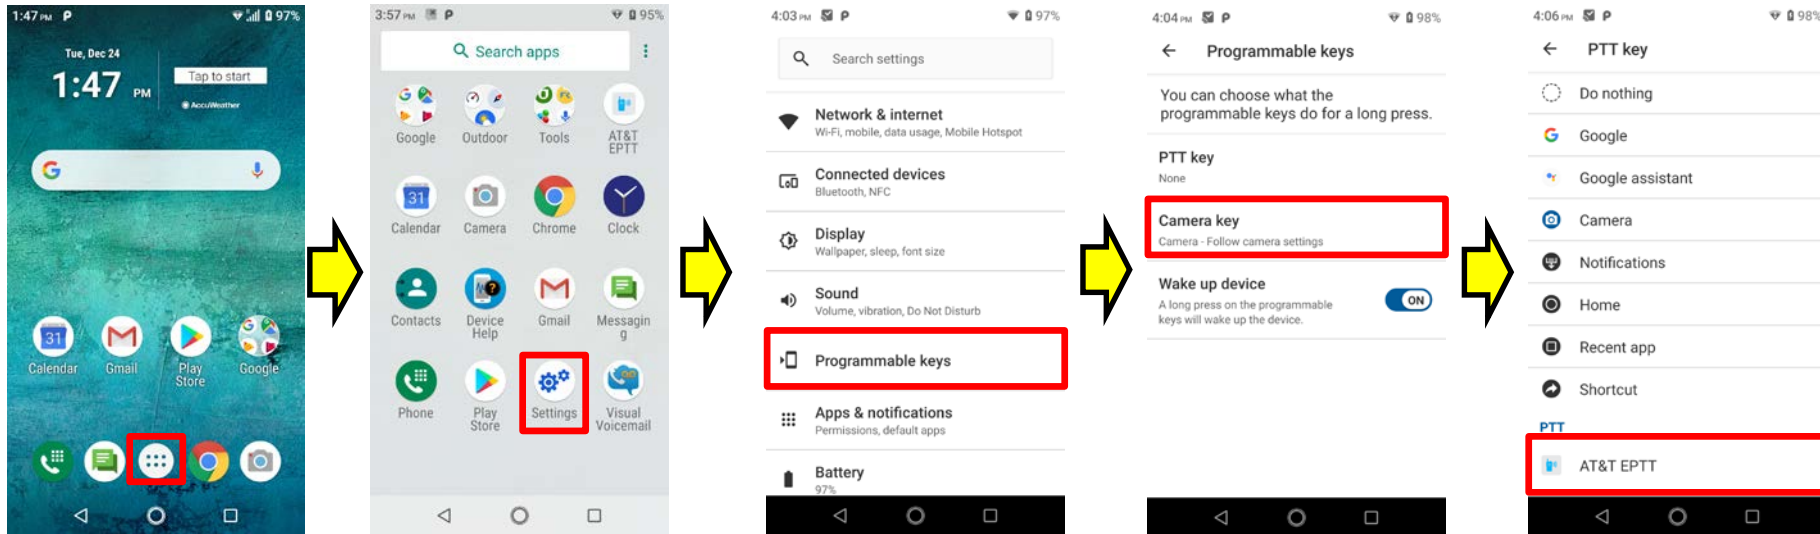 1:47 PM P 97%
Tue, Dec 24
1:47 PM
Tap to start
AccuWeather
G
31
Calendar
Gmail
Play
Store
Google
3:57 PM P 95%
Search apps
Google
Outdoor
Tools
AT&T
EPTT
31
Calendar
Camera
Chrome
Clock
Contacts
Device
Help
Gmail
Messagin
g
Phone
Play
Store
Settings
Visual
Voicemail
4:03 PM P 97%
Search settings
Network & internet
Wi-Fi, mobile, data usage, Mobile Hotspot
Connected devices
Bluetooth, NFC
Display
Wallpaper, sleep, font size
Sound
Volume, vibration, Do Not Disturb
Programmable keys
Apps & notifications
Permissions, default apps
Battery
97%
4:04 PM P 98%
Programmable keys
You can choose what the
programmable keys do for a long press.
PTT key
None
Camera key
Camera - Follow camera settings
Wake up device
A long press on the programmable
keys will wake up the device.
ON
4:06 PM P 98%
PTT key
Do nothing
Google
Google assistant
Camera
Notifications
Home
Recent app
Shortcut
PTT
AT&T EPTT